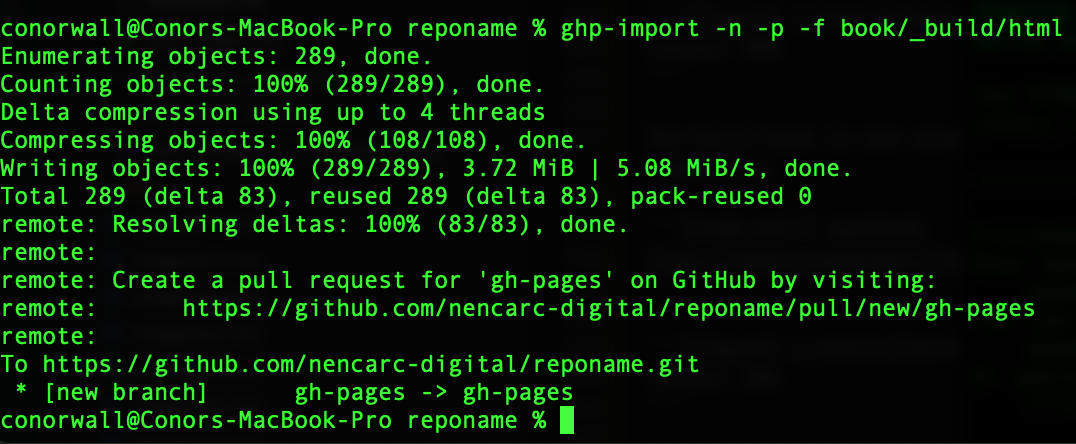 conorwall@Conors-MacBook-Pro reponame % ghp-import -n -p -f book/_build/html
Enumerating objects: 289, done.
Counting objects: 100% (289/289), done.
Delta compression using up to 4 threads
Compressing objects: 100% (108/108), done.
Writing objects: 100% (289/289), 3.72 MiB | 5.08 MiB/s, done.
Total 289 (delta 83), reused 289 (delta 83), pack-reused 0
remote: Resolving deltas: 100% (83/83), done.
remote:
remote: Create a pull request for 'gh-pages' on GitHub by visiting:
remote:      https://github.com/nencarc-digital/reponame/pull/new/gh-pages
remote:
To https://github.com/nencarc-digital/reponame.git
 * [new branch]      gh-pages -> gh-pages
conorwall@Conors-MacBook-Pro reponame %